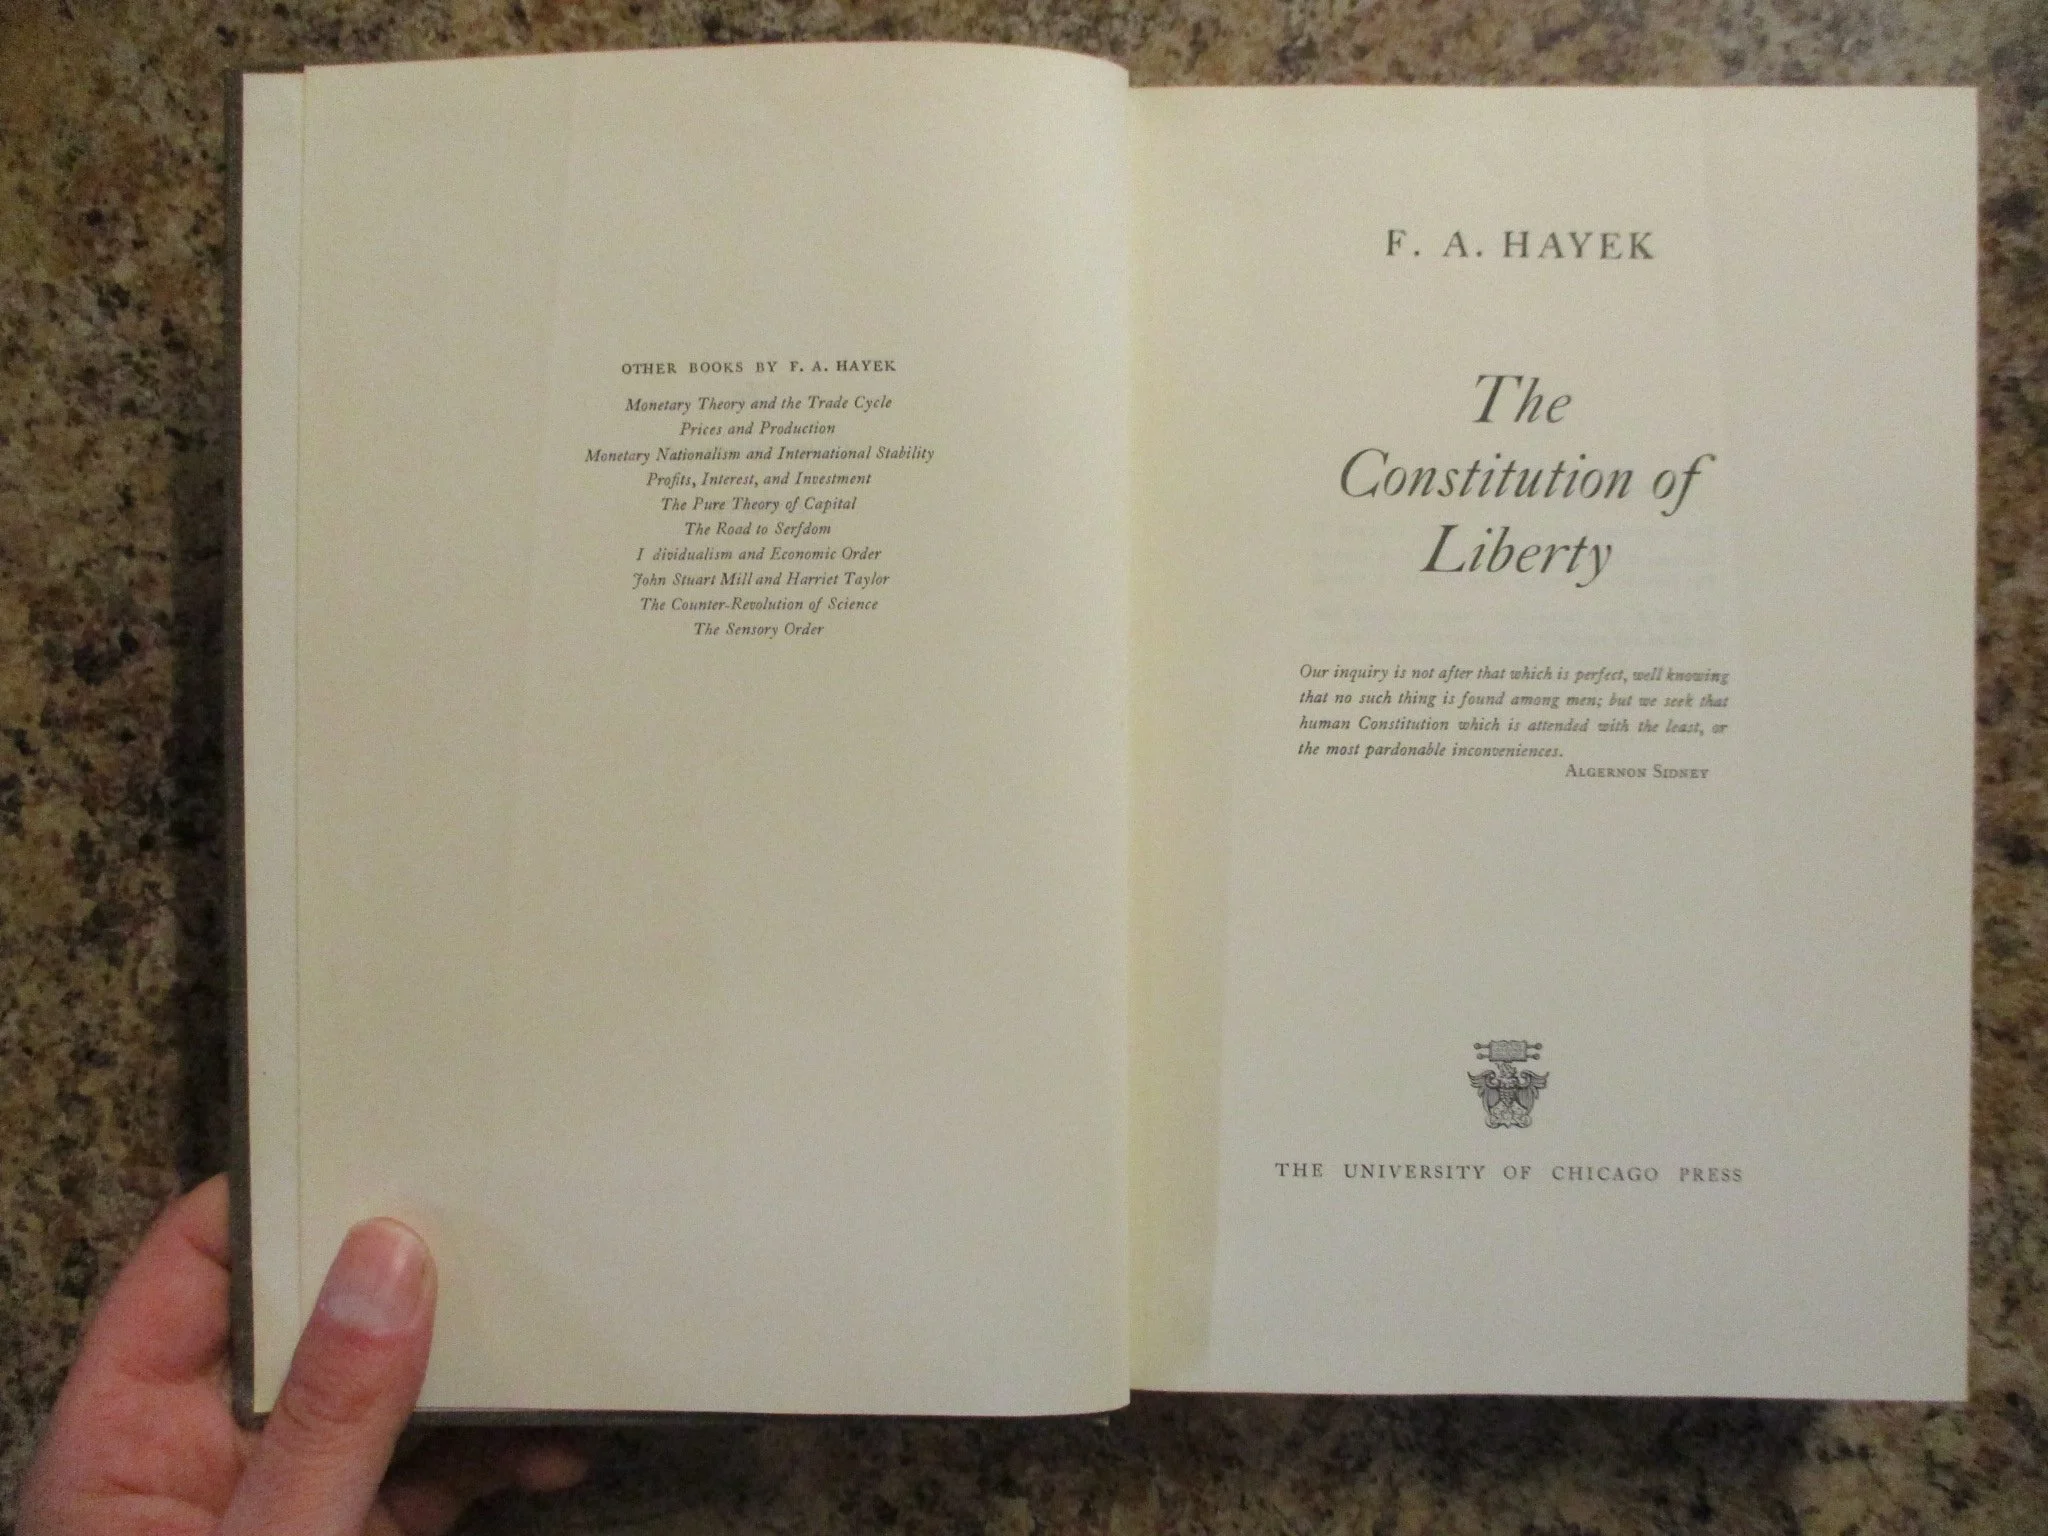 OTHER BOOKS BY F. A. HAYEK
Monetary Theory and the Trade Cycle
Prices and Production
Monetary Nationalism and International Stability
Profits, Interest, and Investment
The Pure Theory of Capital
The Road to Serfdom
I dividualism and Economic Order
John Stuart Mill and Harriet Taylor
The Counter-Revolution of Science
The Sensory Order
F. A. HAYEK
The
Constitution of
Liberty
Our inquiry is not after that which is perfect, well knowing
that no such thing is found among men; but we seek that
human Constitution which is attended with the least, or
the most pardonable inconveniences.
ALGERNON SIDNEY
THE UNIVERSITY OF CHICAGO PRESS